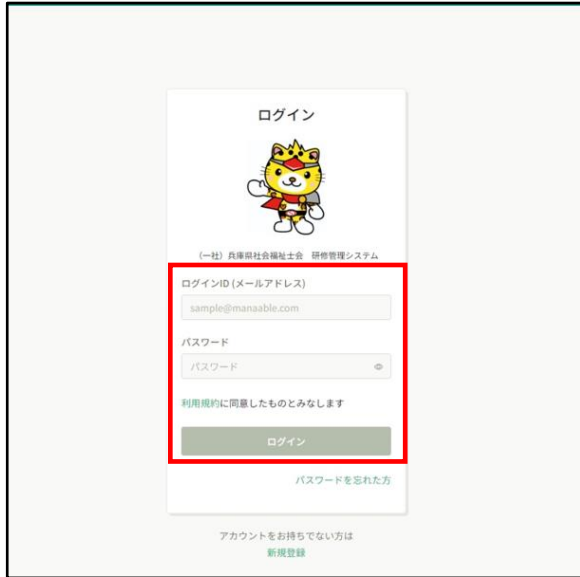 ログイン
(一社) 兵庫県社会福祉士会 研修管理システム
ログインID (メールアドレス)
sample@manaable.com
パスワード
パスワード
利用規約に同意したものとみなします
ログイン
パスワードを忘れた方
アカウントをお持ちでない方は
新規登録